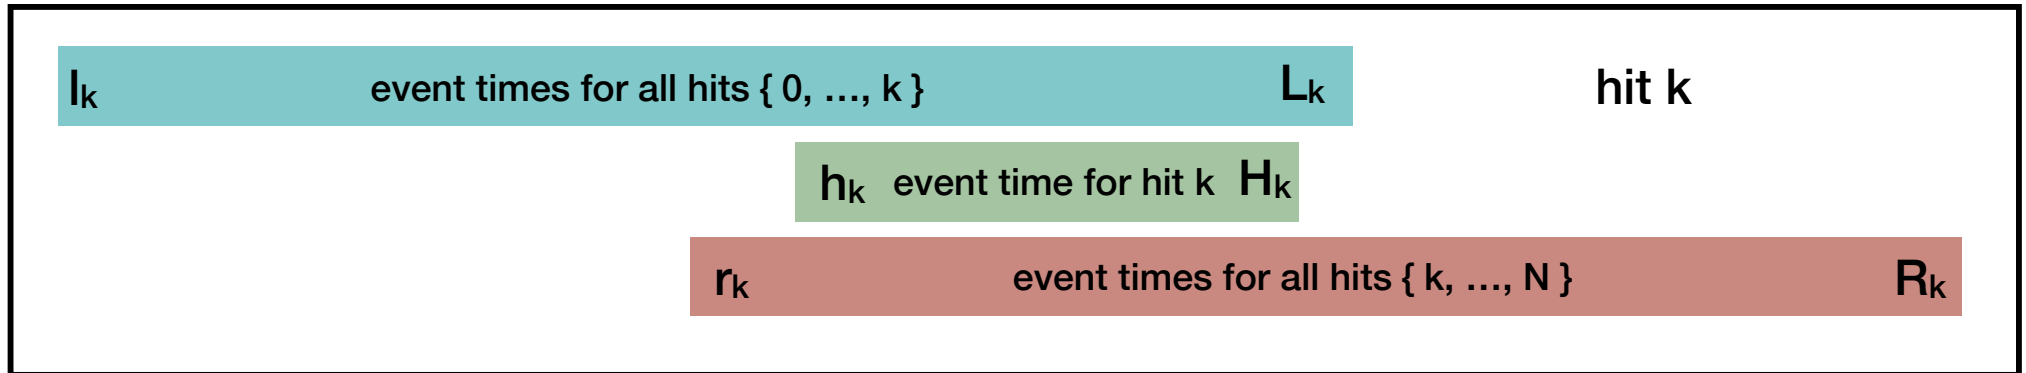 lₖ event times for all hits { 0, ..., k } Lₖ hit k
hₖ event time for hit k Hₖ
rₖ event times for all hits { k, ..., N } Rₖ